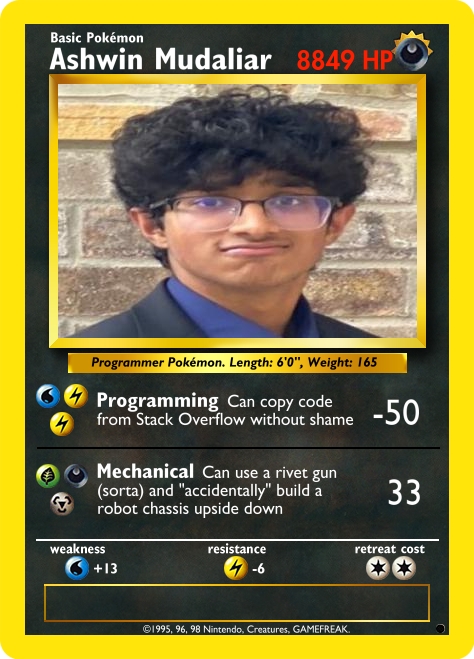 Basic Pokémon
Ashwin Mudaliar 8849 HP
Programmer Pokémon. Length: 6'0", Weight: 165
Programming Can copy code
from Stack Overflow without shame
-50
Mechanical Can use a rivet gun
(sorta) and "accidentally" build a
robot chassis upside down
33
weakness resistance retreat cost
+13 -6
©1995, 96, 98 Nintendo, Creatures, GAMEFREAK.